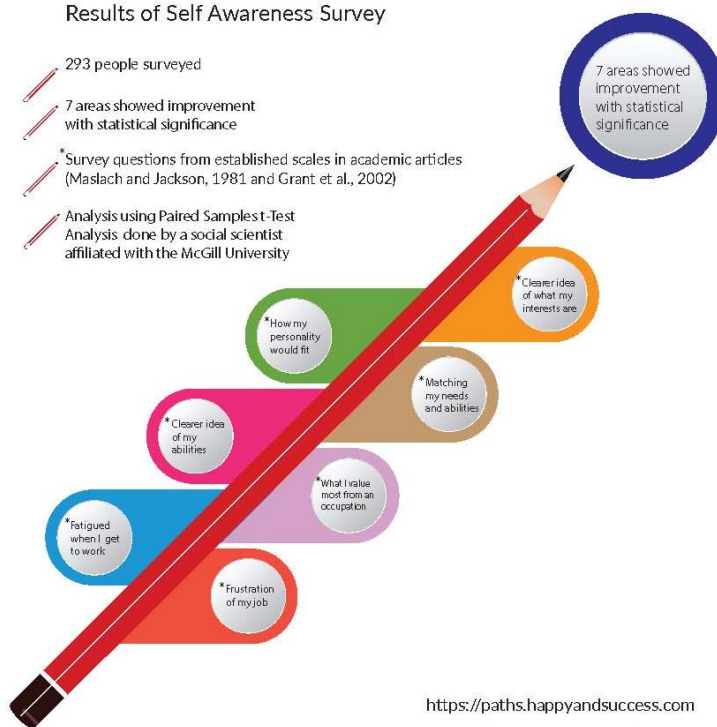 Results of Self Awareness Survey
293 people surveyed
7 areas showed improvement
with statistical significance
*Survey questions from established scales in academic articles
(Maslach and Jackson, 1981 and Grant et al., 2002)
Analysis using Paired Samples t-Test
Analysis done by a social scientist
affiliated with the McGill University
7 areas showed
improvement
with statistical
significance
*Clearer idea
of what my
interests are
*How my
personality
would fit
*Matching
my needs
and abilities
*Clearer idea
of my
abilities
*What I value
most from an
occupation
*Fatigued
when I get
to work
*Frustration
of my job
https://paths.happyandsuccess.com